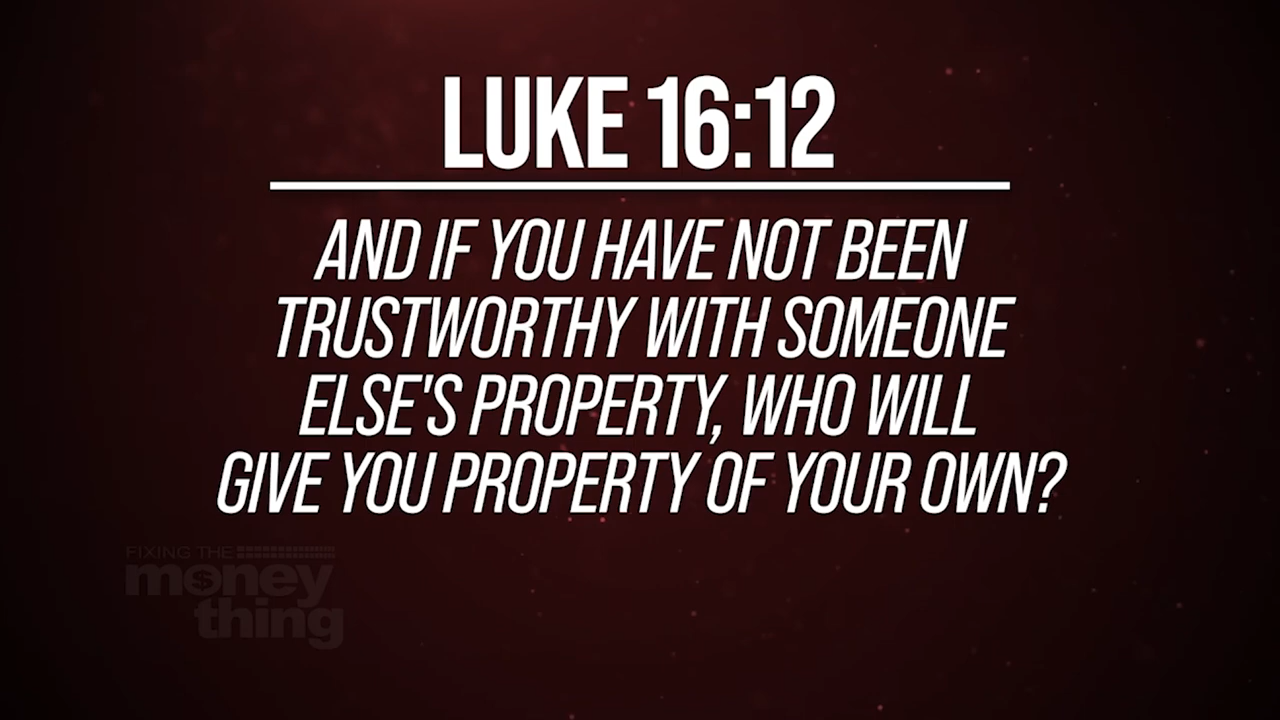 LUKE 16:12
AND IF YOU HAVE NOT BEEN
TRUSTWORTHY WITH SOMEONE
ELSE'S PROPERTY, WHO WILL
GIVE YOU PROPERTY OF YOUR OWN?
FIXING THE
money
thing